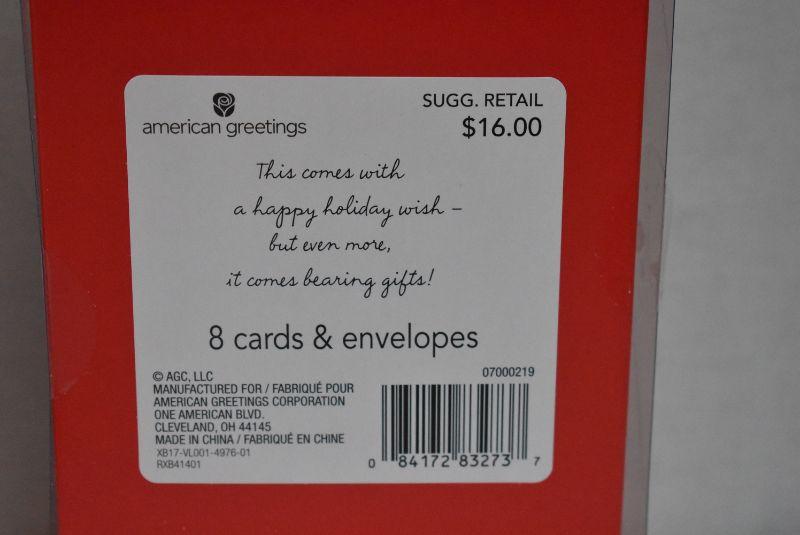 american greetings
SUGG. RETAIL
$16.00
This comes with
a happy holiday wish –
but even more,
it comes bearing gifts!
8 cards & envelopes
© AGC, LLC
MANUFACTURED FOR / FABRIQUÉ POUR
AMERICAN GREETINGS CORPORATION
ONE AMERICAN BLVD.
CLEVELAND, OH 44145
MADE IN CHINA / FABRIQUÉ EN CHINE
XB17-VL001-4976-01
RXB41401
07000219
0 84172 83273 7